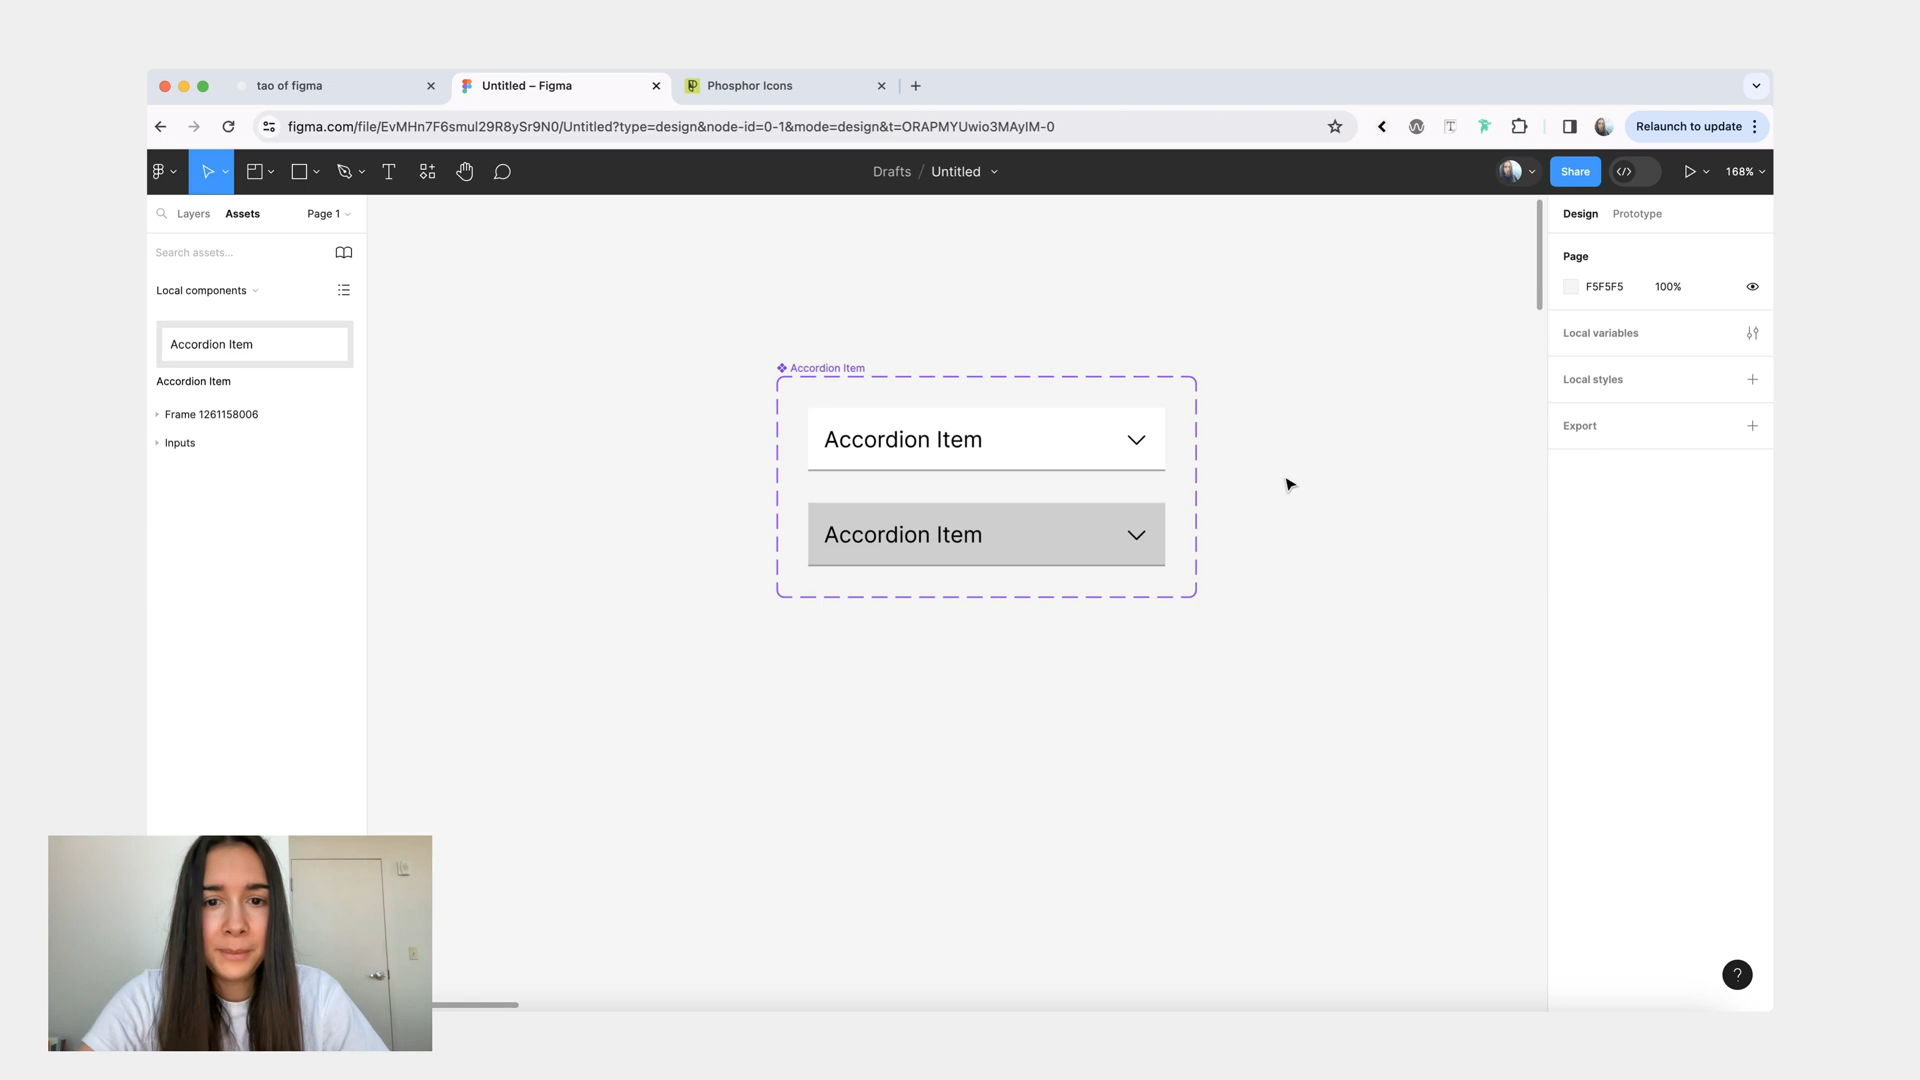 tao of figma
Untitled – Figma
Phosphor Icons
figma.com/file/EvMHn7F6smul29R8ySr9N0/Untitled?type=design&node-id=0-1&mode=design&t=ORAPMYUwio3MAyIM-0
Relaunch to update
Drafts / Untitled
Share
168%
Layers
Assets
Page 1
Search assets...
Local components
Accordion Item
Accordion Item
Frame 1261158006
Inputs
Accordion Item
Accordion Item
Accordion Item
Design
Prototype
Page
F5F5F5
100%
Local variables
Local styles
Export
?